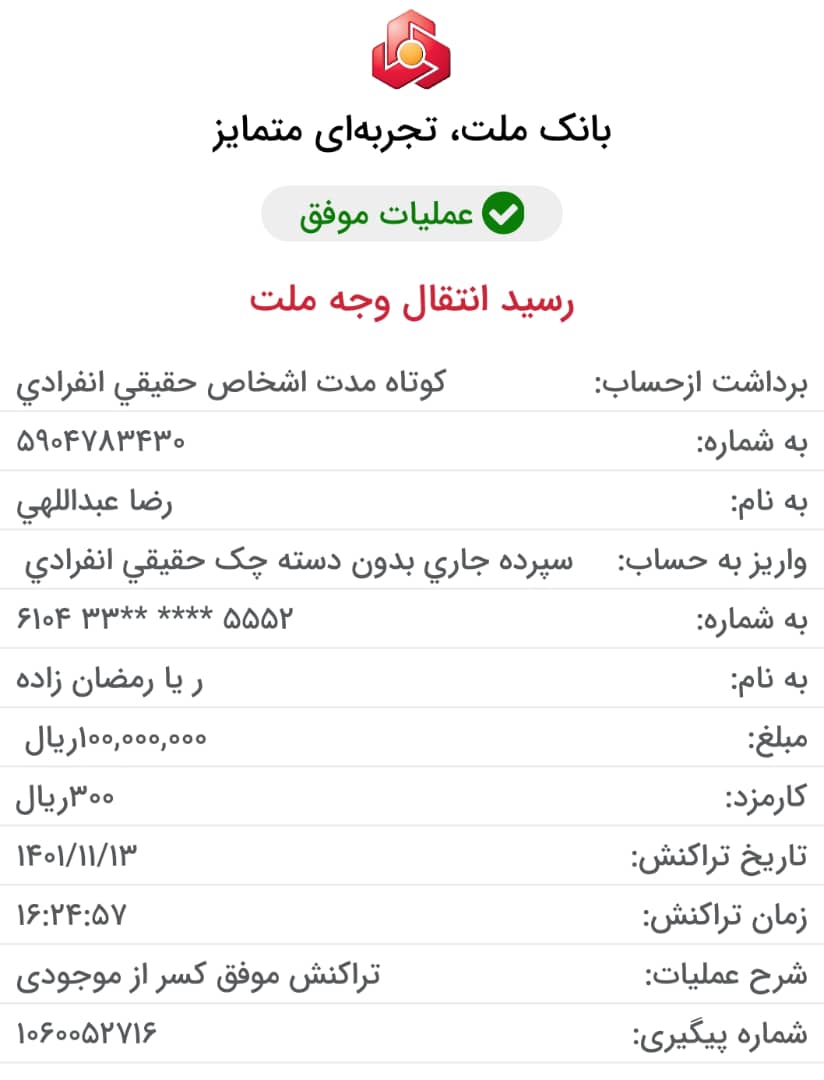 بانک ملت، تجربه‌ای متمایز
عملیات موفق
رسید انتقال وجه ملت
برداشت ازحساب: کوتاه مدت اشخاص حقيقي انفرادي
به شماره: ۵۹۰۴۷۸۳۴۳۰
به نام: رضا عبداللهي
واریز به حساب: سپرده جاري بدون دسته چک حقيقي انفرادي
به شماره: ۶۱۰۴ ۳۳** **** ۵۵۵۲
به نام: ر یا رمضان زاده
مبلغ: ۱۰۰,۰۰۰,۰۰۰ریال
کارمزد: ۳۰۰ریال
تاریخ تراکنش: ۱۴۰۱/۱۱/۱۳
زمان تراکنش: ۱۶:۲۴:۵۷
شرح عملیات: تراکنش موفق کسر از موجودی
شماره پیگیری: ۱۰۶۰۰۵۲۷۱۶